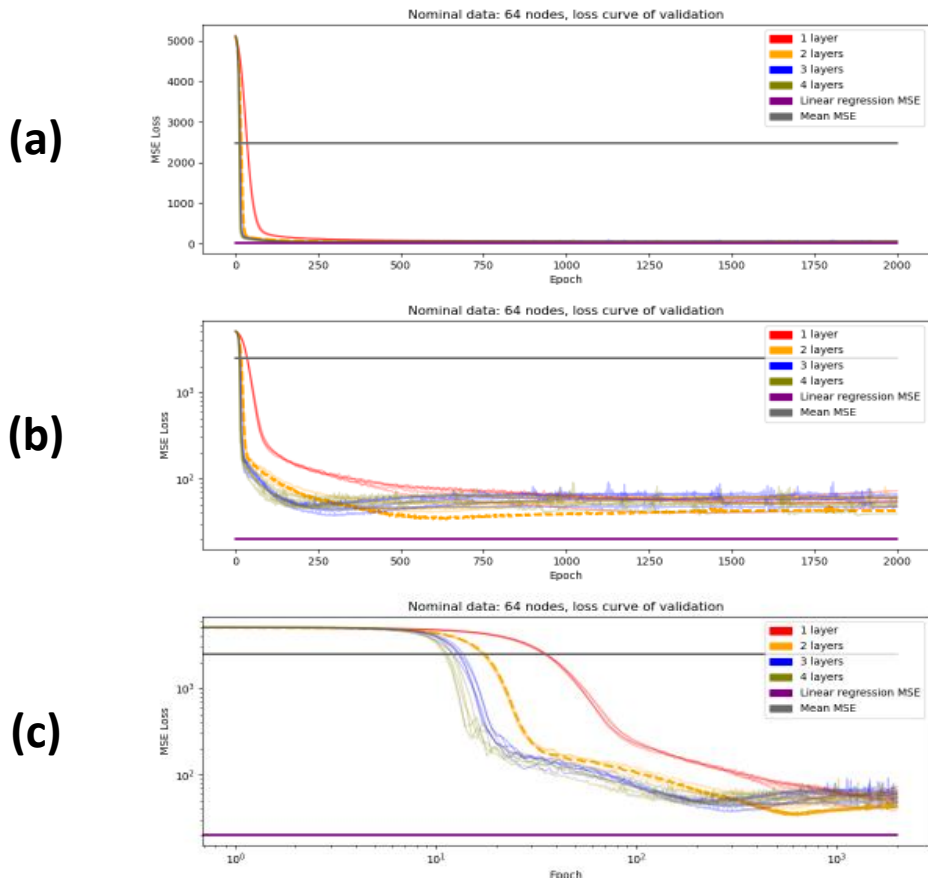 (a)
Nominal data: 64 nodes, loss curve of validation
MSE Loss
5000
4000
3000
2000
1000
0
1 layer
2 layers
3 layers
4 layers
Linear regression MSE
Mean MSE
0 250 500 750 1000 1250 1500 1750 2000
Epoch
(b)
Nominal data: 64 nodes, loss curve of validation
MSE Loss
10³
10²
1 layer
2 layers
3 layers
4 layers
Linear regression MSE
Mean MSE
0 250 500 750 1000 1250 1500 1750 2000
Epoch
(c)
Nominal data: 64 nodes, loss curve of validation
MSE Loss
10³
10²
1 layer
2 layers
3 layers
4 layers
Linear regression MSE
Mean MSE
10⁰ 10¹ 10² 10³
Epoch